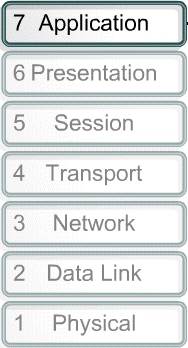 7 Application
6 Presentation
5 Session
4 Transport
3 Network
2 Data Link
1 Physical